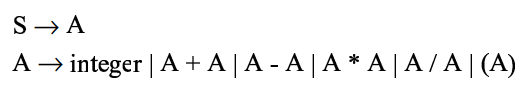 S → A
A → integer | A + A | A - A | A * A | A / A | (A)